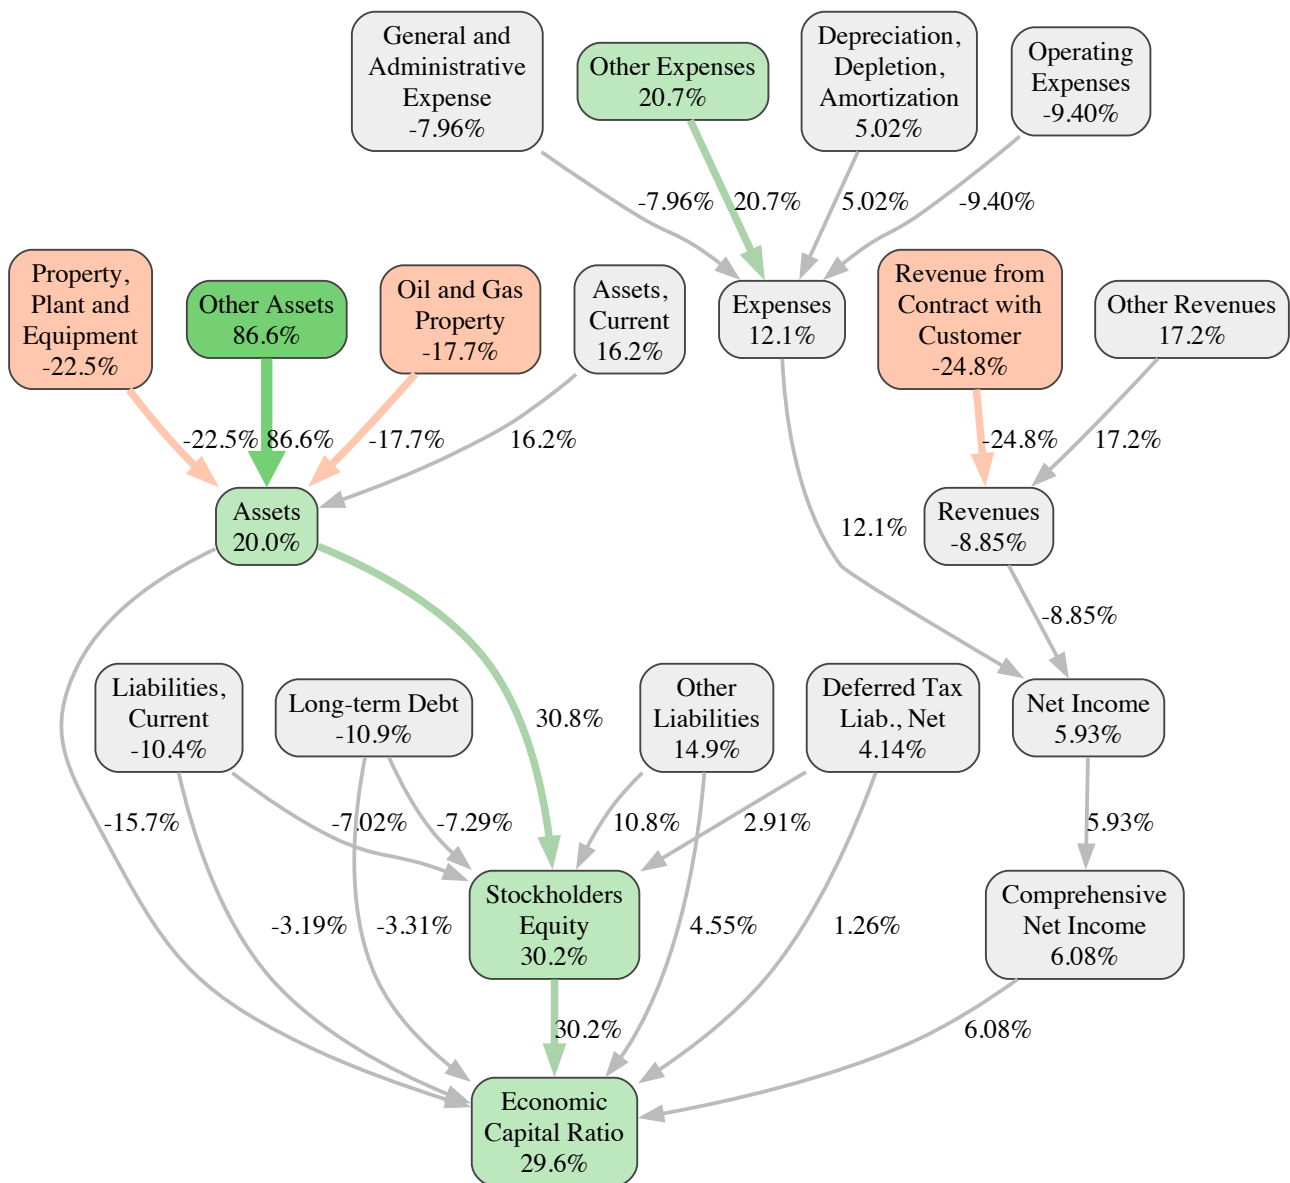 General and
Administrative
Expense
-7.96%
Other Expenses
20.7%
Depreciation,
Depletion,
Amortization
5.02%
Operating
Expenses
-9.40%
-7.96%
20.7%
5.02%
-9.40%
Property,
Plant and
Equipment
-22.5%
Other Assets
86.6%
Oil and Gas
Property
-17.7%
Assets,
Current
16.2%
Expenses
12.1%
Revenue from
Contract with
Customer
-24.8%
Other Revenues
17.2%
-22.5%
86.6%
-17.7%
16.2%
-24.8%
17.2%
Assets
20.0%
12.1%
Revenues
-8.85%
-8.85%
Liabilities,
Current
-10.4%
Long-term Debt
-10.9%
30.8%
Other
Liabilities
14.9%
Deferred Tax
Liab., Net
4.14%
Net Income
5.93%
-15.7%
-7.02%
-7.29%
10.8%
2.91%
5.93%
-3.19%
-3.31%
Stockholders
Equity
30.2%
4.55%
1.26%
Comprehensive
Net Income
6.08%
30.2%
6.08%
Economic
Capital Ratio
29.6%